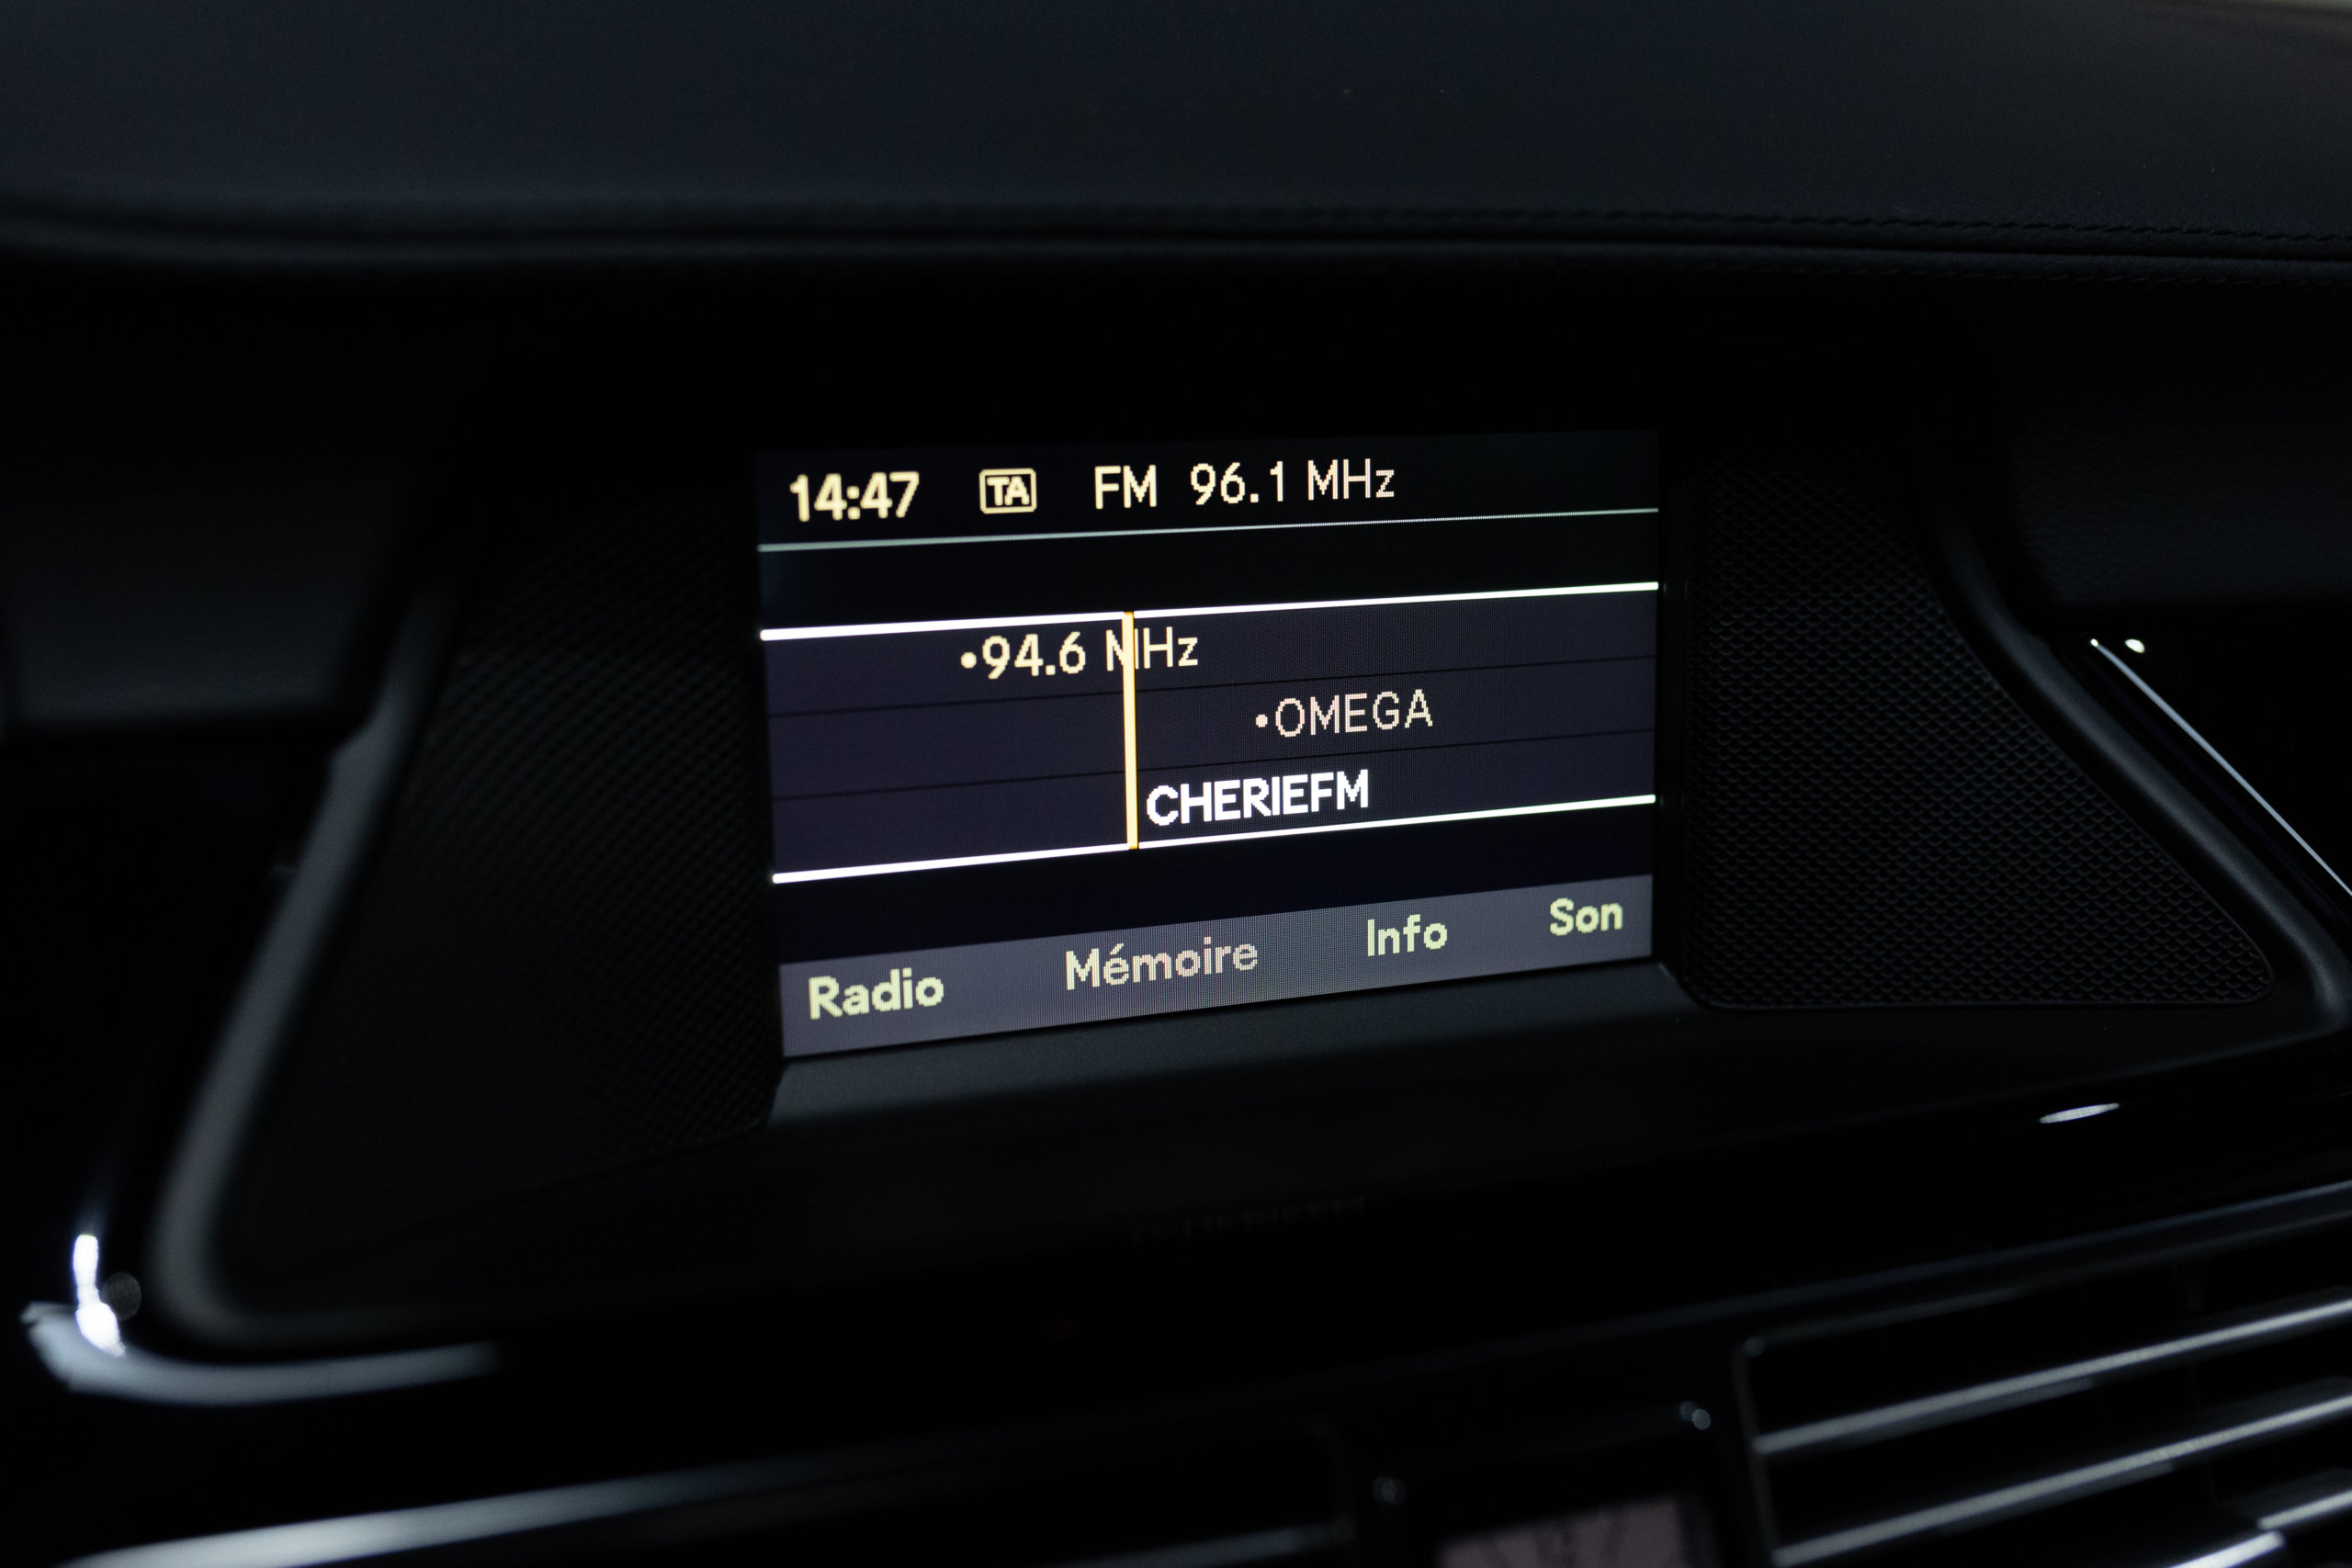 14:47 TA FM 96.1 MHz
•94.6 MHz
•OMEGA
CHERIEFM
Radio Mémoire Info Son